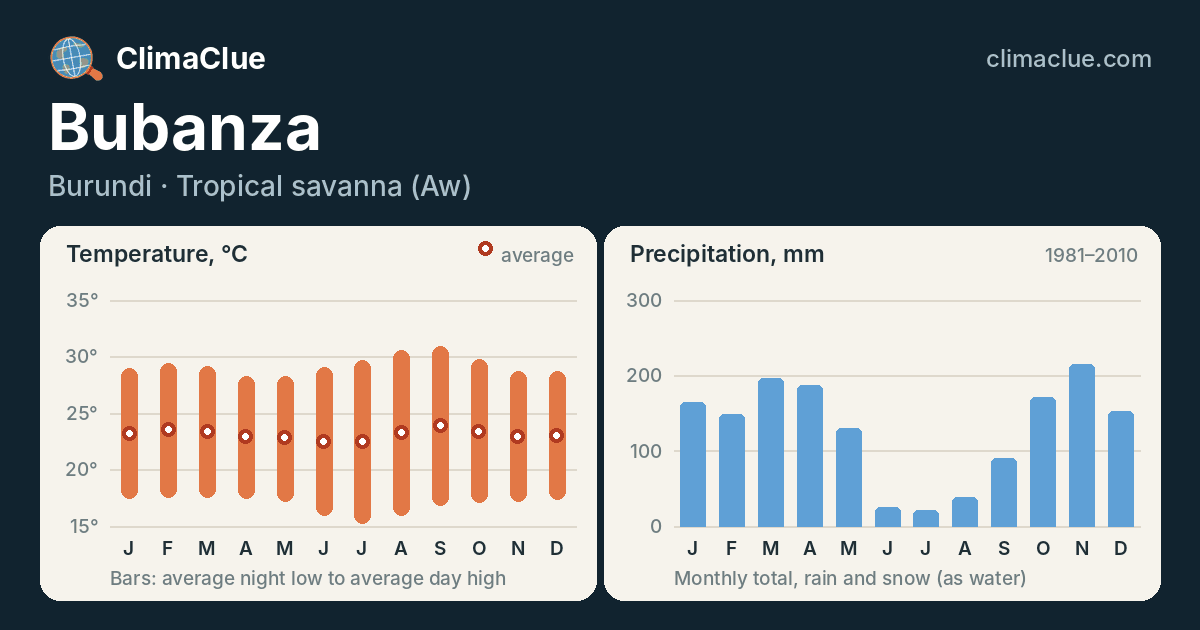 ClimaClue
climaclue.com
Bubanza
Burundi · Tropical savanna (Aw)
Temperature, °C
average
35°
30°
25°
20°
15°
J F M A M J J A S O N D
Bars: average night low to average day high
Precipitation, mm
1981–2010
300
200
100
0
J F M A M J J A S O N D
Monthly total, rain and snow (as water)